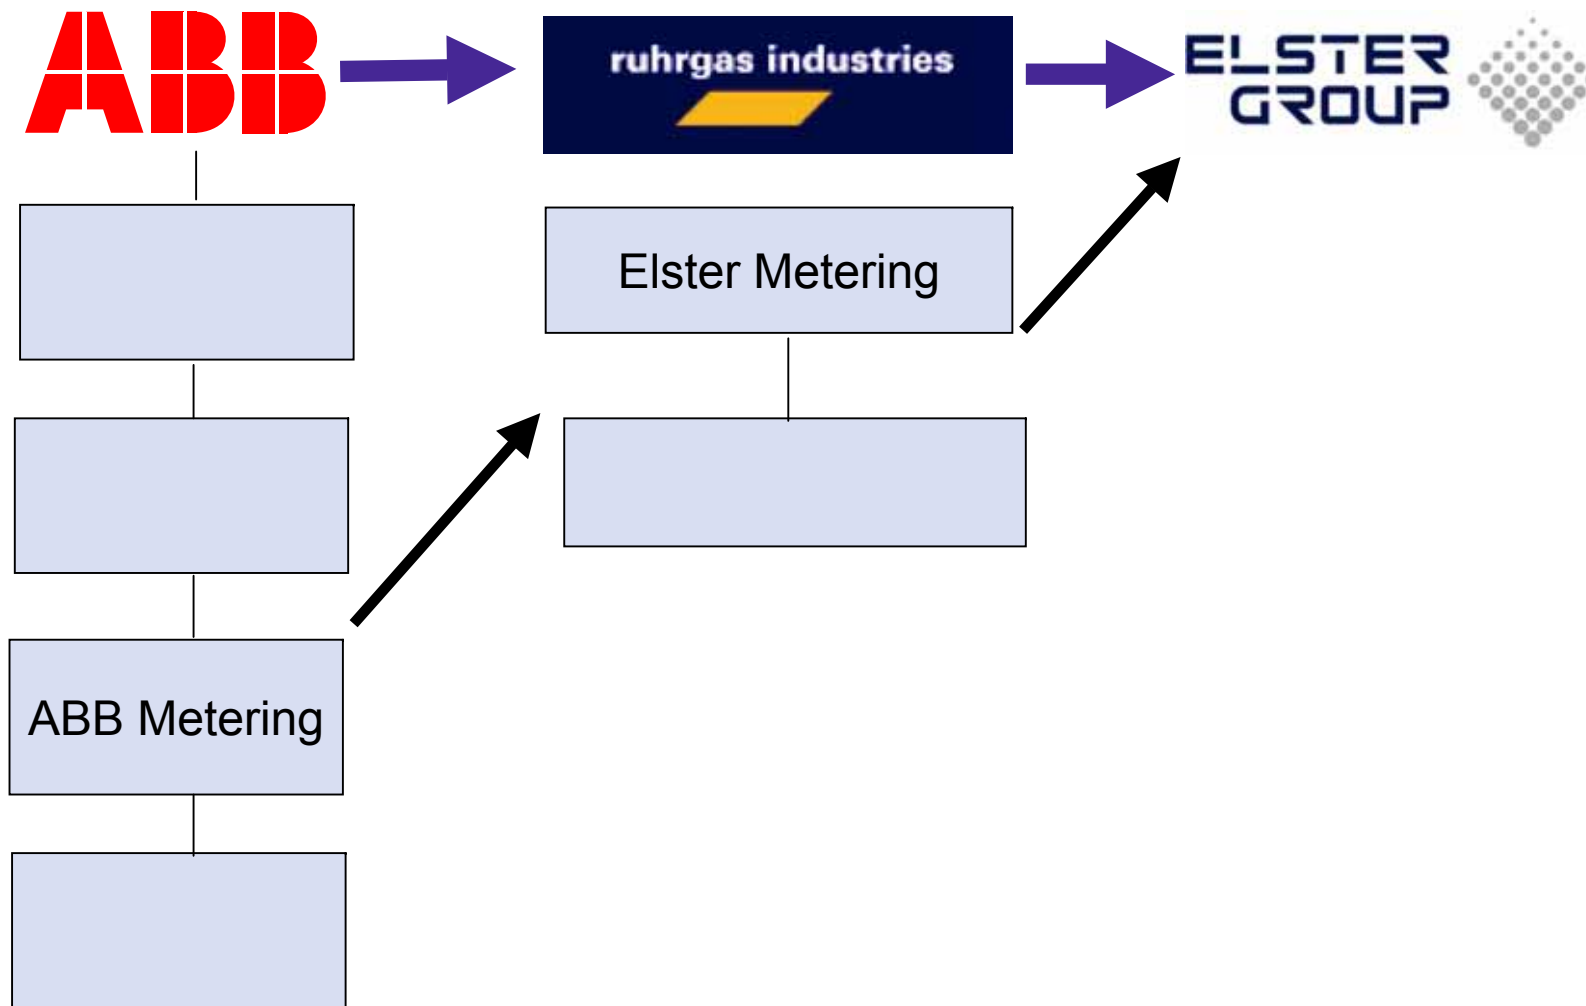 ABB
ruhrgas industries
ELSTER
GROUP
Elster Metering
ABB Metering